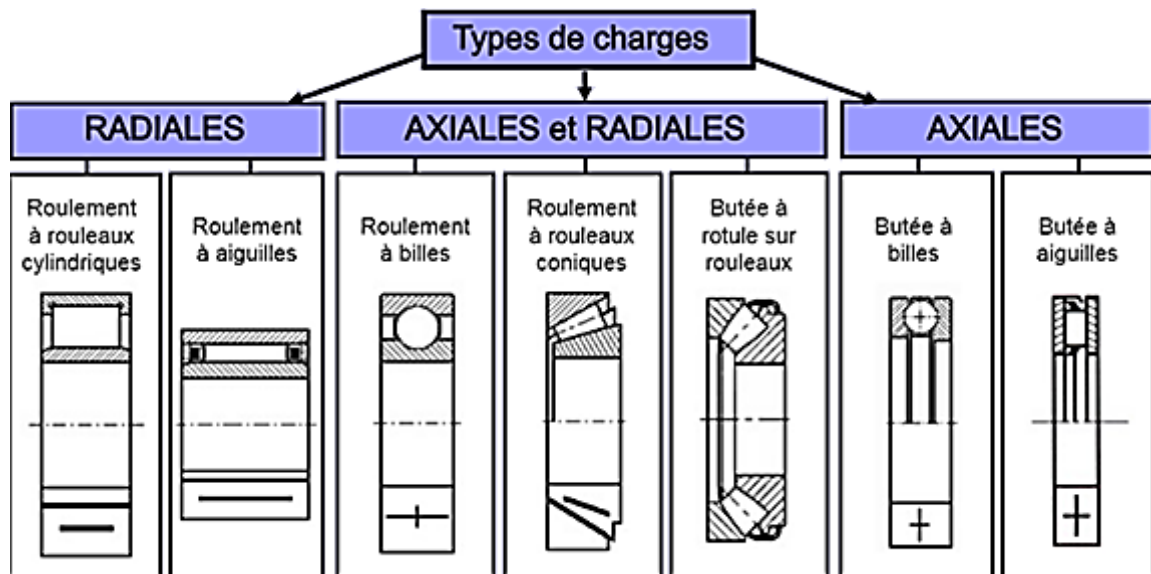 Types de charges
RADIALES
AXIALES et RADIALES
AXIALES
Roulement
à rouleaux
cylindriques
Roulement
à aiguilles
Roulement
à billes
Roulement
à rouleaux
coniques
Butée à
rotule sur
rouleaux
Butée à
billes
Butée à
aiguilles